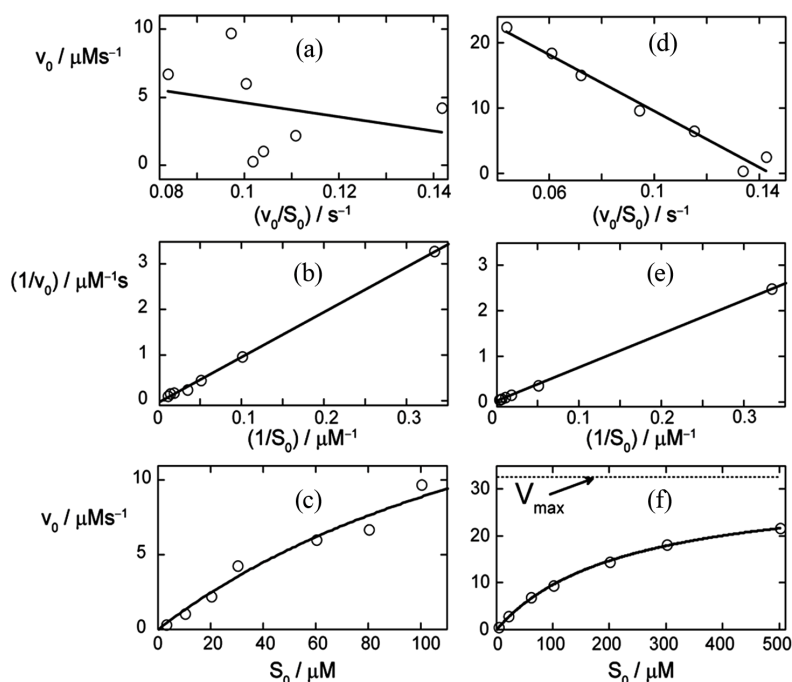 (a)
v₀ / μMs⁻¹
10
5
0
0.08 0.1 0.12 0.14
(v₀/S₀) / s⁻¹
(d)
20
10
0
0.06 0.1 0.14
(v₀/S₀) / s⁻¹
(b)
(1/v₀) / μM⁻¹s
3
2
1
0
0 0.1 0.2 0.3
(1/S₀) / μM⁻¹
(e)
3
2
1
0
0 0.1 0.2 0.3
(1/S₀) / μM⁻¹
(c)
v₀ / μMs⁻¹
10
5
0
0 20 40 60 80 100
S₀ / μM
(f)
Vmax
30
20
10
0
0 100 200 300 400 500
S₀ / μM